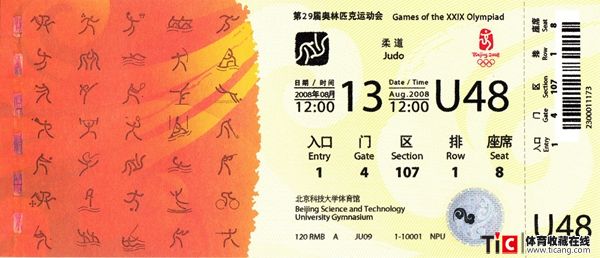 第29届奥林匹克运动会 Games of the XXIX Olympiad
柔道
Judo
Beijing 2008
日期 / 时间 Date / Time
2008年08月 13 Aug.2008 U48
12:00 12:00
入口 门 区 排 座席
Entry Gate Section Row Seat
1 4 107 1 8
北京科技大学体育馆
Beijing Science and Technology
University Gymnasium
120 RMB A JU09 1-10001 NPU
座席 8
Seat
排 1
Row
区 107
Section
门 4
Gate
入口 1
Entry
2300011173
U48
TiC 体育收藏在线
www.ticang.com